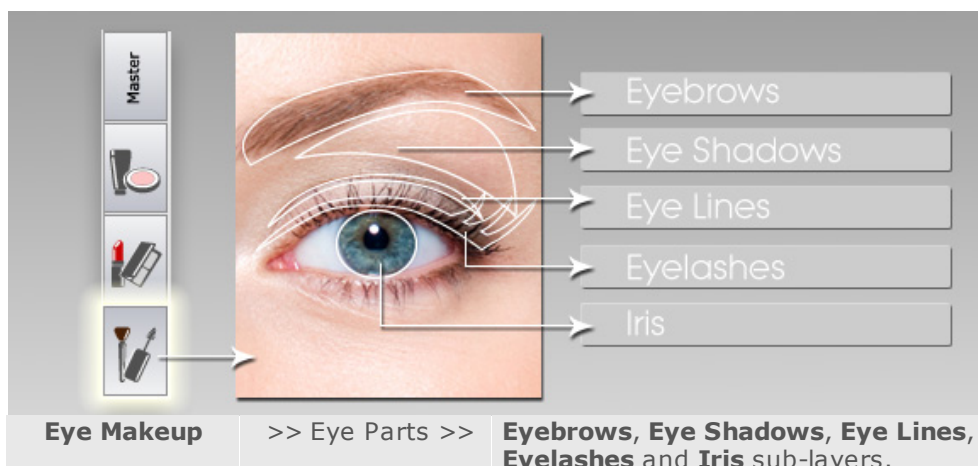 Master
Eyebrows
Eye Shadows
Eye Lines
Eyelashes
Iris
Eye Makeup >> Eye Parts >> Eyebrows, Eye Shadows, Eye Lines,
Eyelashes and Iris sub-layers.